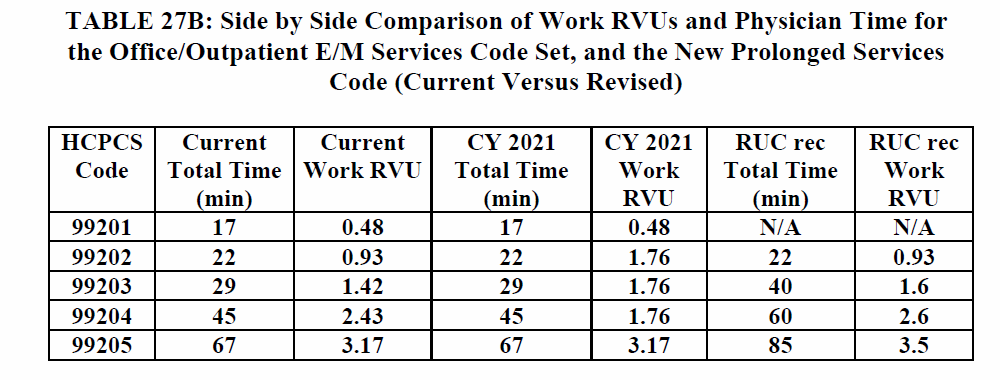 TABLE 27B: Side by Side Comparison of Work RVUs and Physician Time for
the Office/Outpatient E/M Services Code Set, and the New Prolonged Services
Code (Current Versus Revised)
HCPCS Code | Current Total Time (min) | Current Work RVU | CY 2021 Total Time (min) | CY 2021 Work RVU | RUC rec Total Time (min) | RUC rec Work RVU
99201 | 17 | 0.48 | 17 | 0.48 | N/A | N/A
99202 | 22 | 0.93 | 22 | 1.76 | 22 | 0.93
99203 | 29 | 1.42 | 29 | 1.76 | 40 | 1.6
99204 | 45 | 2.43 | 45 | 1.76 | 60 | 2.6
99205 | 67 | 3.17 | 67 | 3.17 | 85 | 3.5